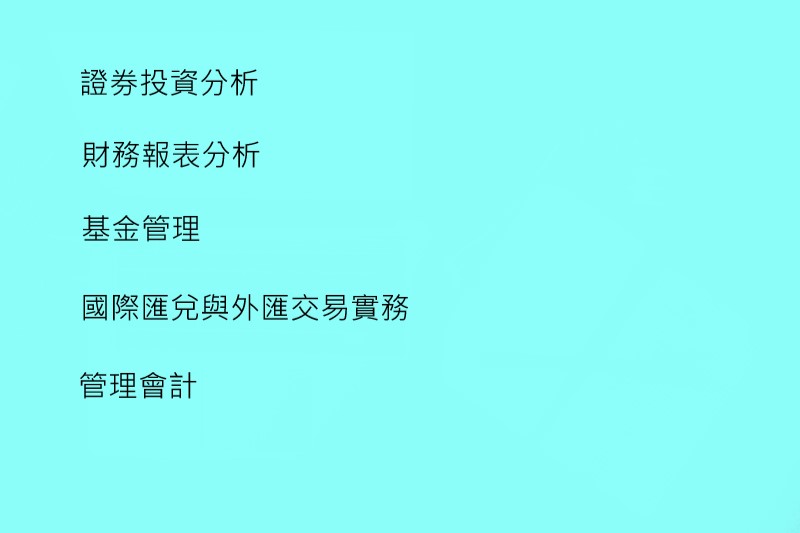 證券投資分析
財務報表分析
基金管理
國際匯兌與外匯交易實務
管理會計